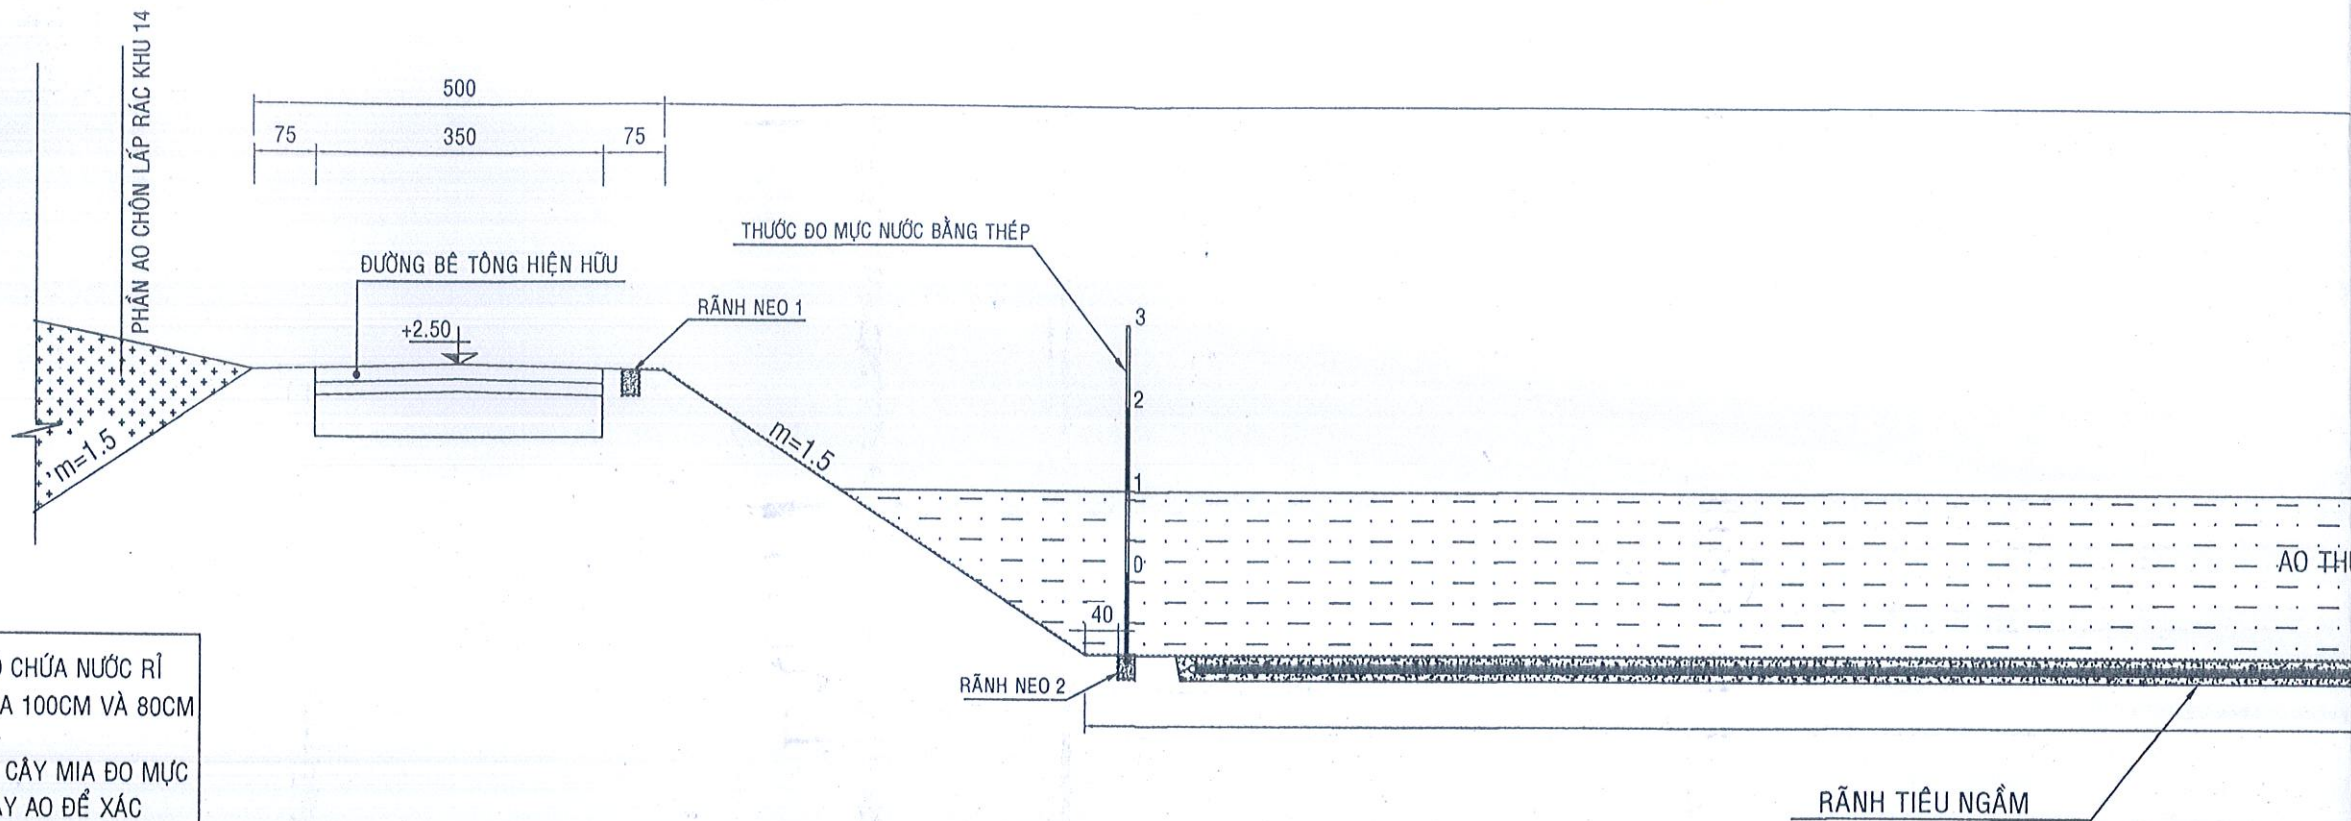 PHẦN AO CHÔN LẤP RÁC KHU 14
500
75
350
75
THƯỚC ĐO MỰC NƯỚC BẰNG THÉP
ĐƯỜNG BÊ TÔNG HIỆN HỮU
RÃNH NEO 1
+2.50
3
2
1
0
m=1.5
m=1.5
AO
40
RÃNH NEO 2
CHỨA NƯỚC RỈ
100CM VÀ 80CM
CÂY MIA ĐO MỰC
AO ĐỂ XÁC
RÃNH TIÊU NGẦM